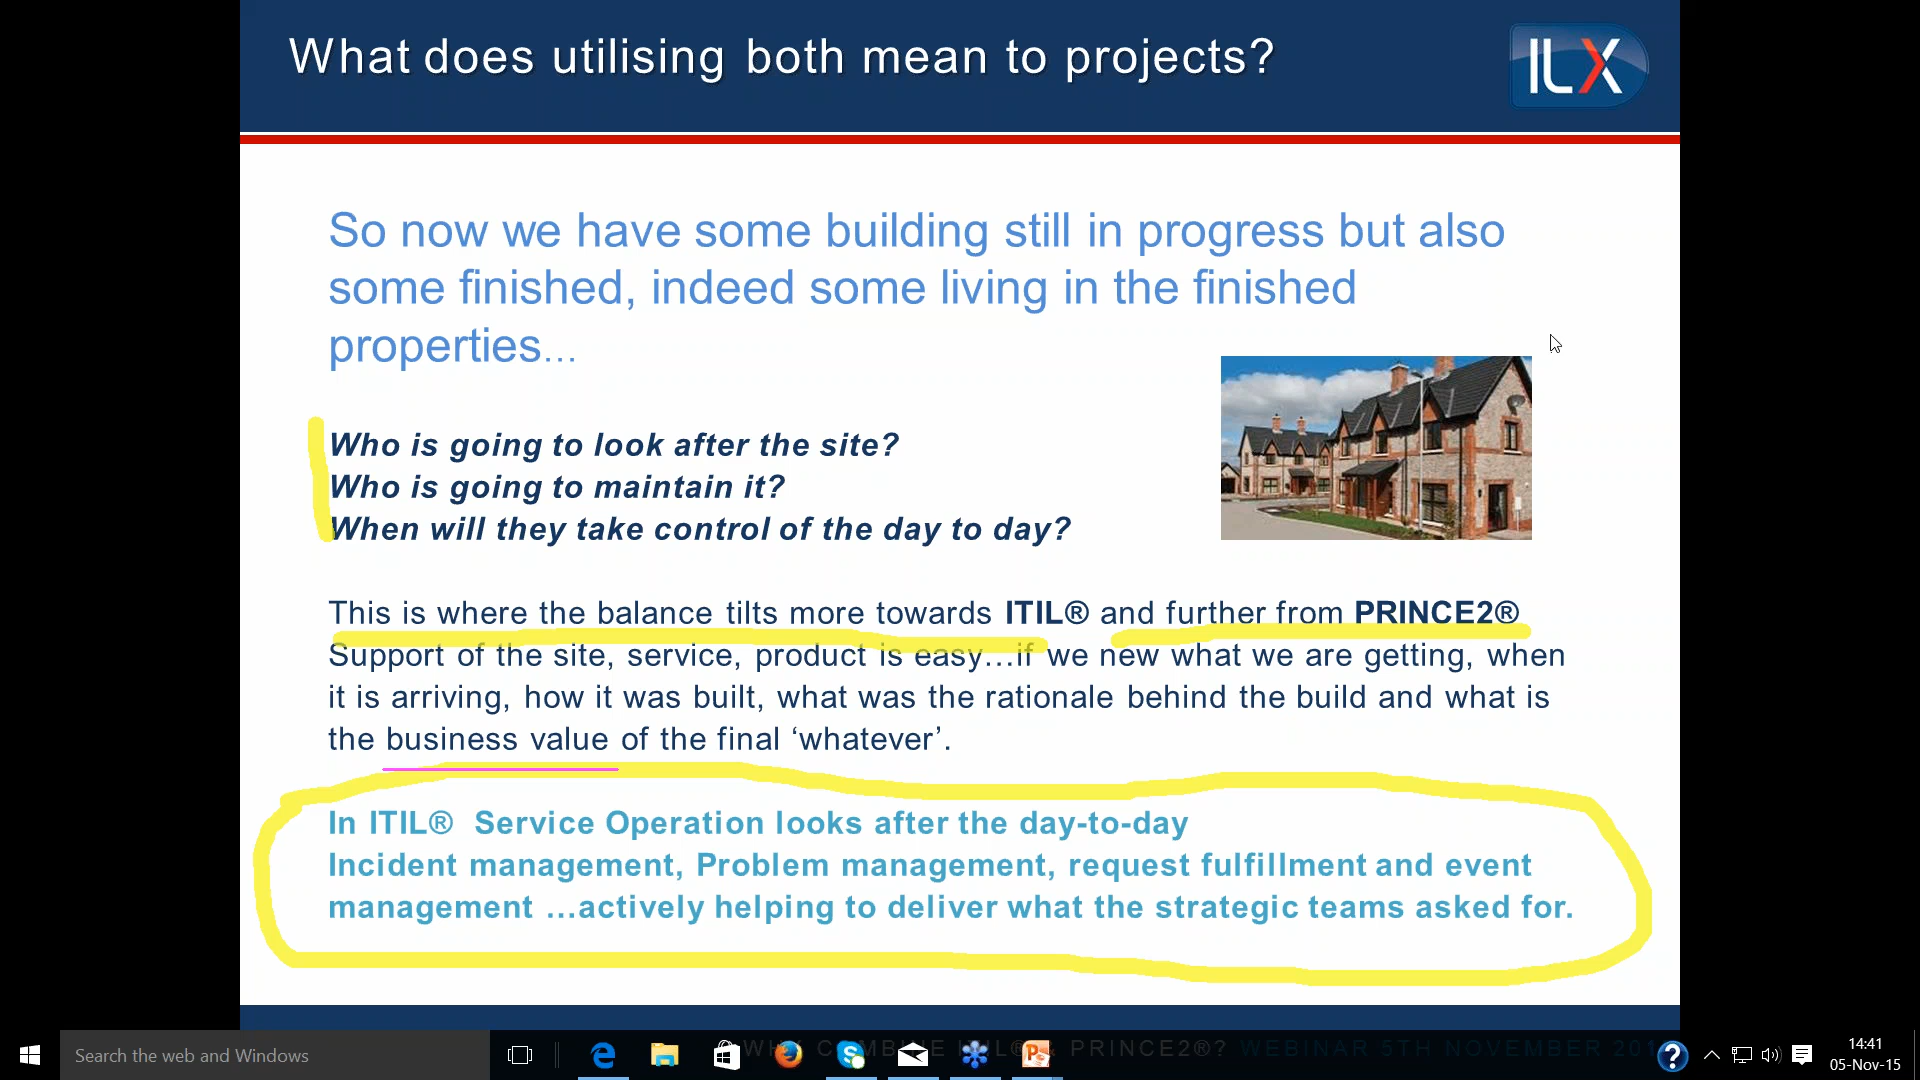 What does utilising both mean to projects?
ILX
So now we have some building still in progress but also
some finished, indeed some living in the finished
properties...
Who is going to look after the site?
Who is going to maintain it?
When will they take control of the day to day?
This is where the balance tilts more towards ITIL® and further from PRINCE2®
Support of the site, service, product is easy...if we new what we are getting, when
it is arriving, how it was built, what was the rationale behind the build and what is
the business value of the final ‘whatever’.
In ITIL® Service Operation looks after the day-to-day
Incident management, Problem management, request fulfillment and event
management ...actively helping to deliver what the strategic teams asked for.
Search the web and Windows
& PRINCE2®? WEBINAR 5TH NOVEMBER
14:41
05-Nov-15